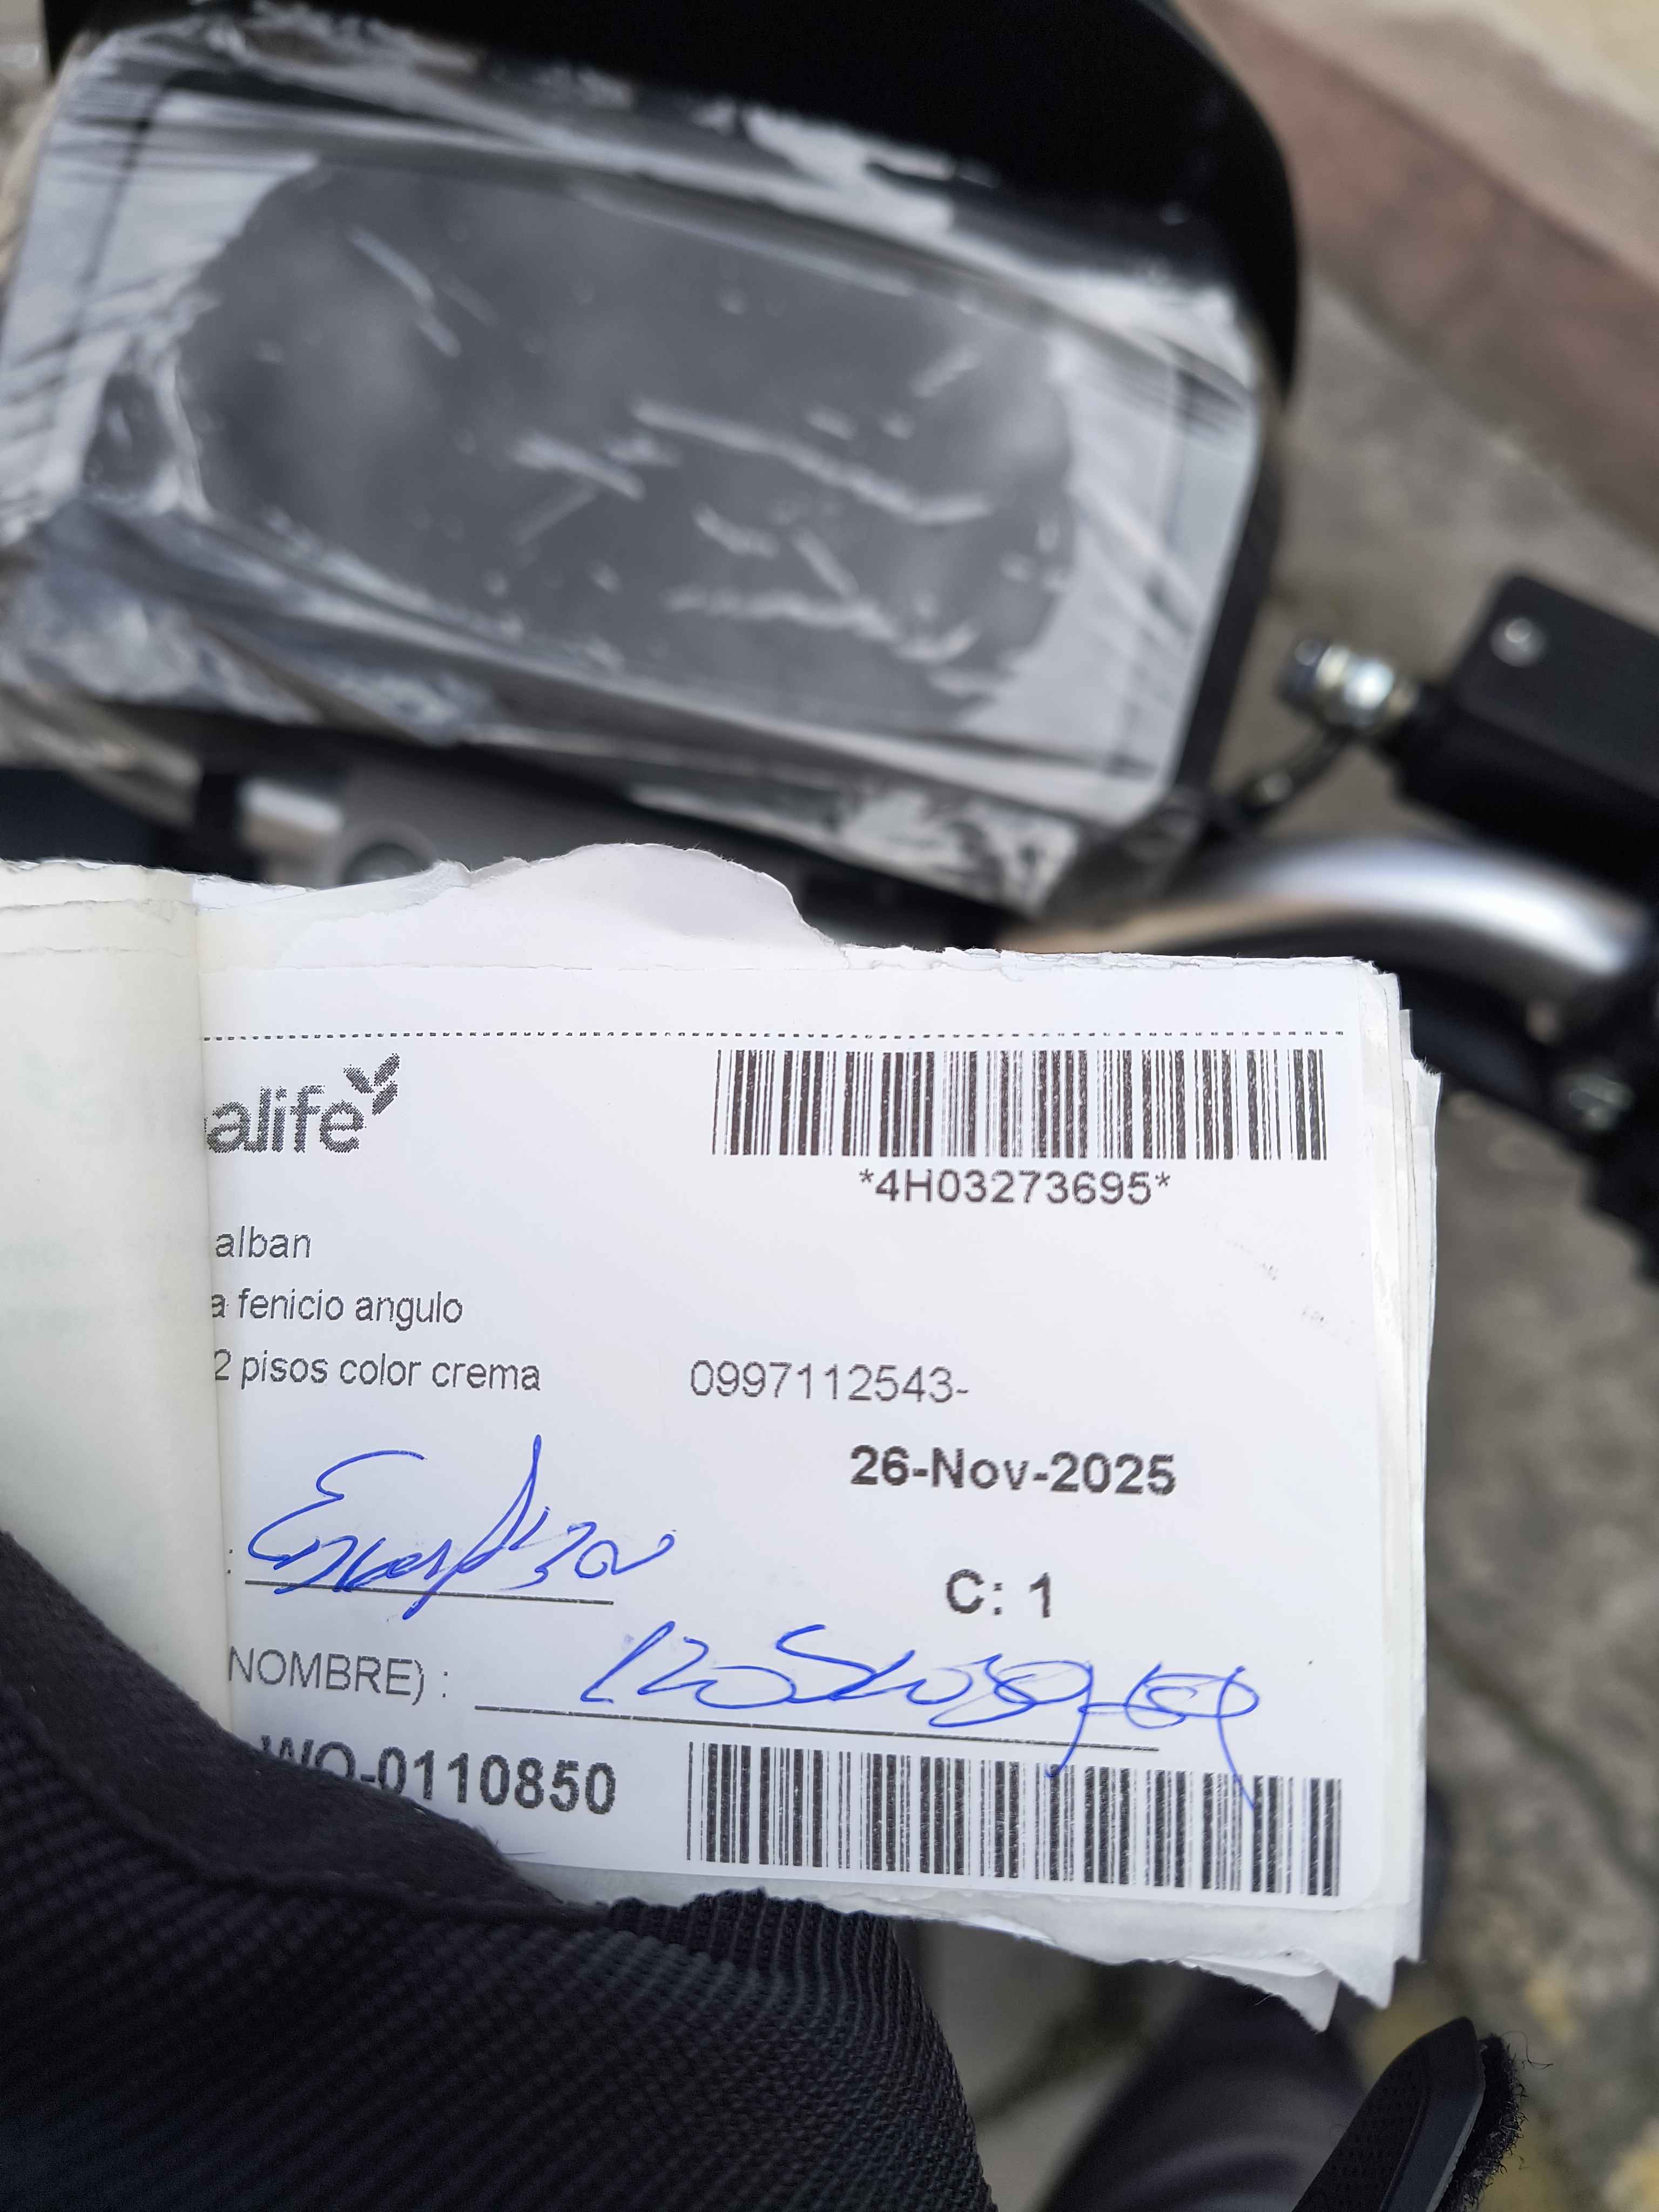 alife
*4H03273695*
alban
a fenicio angulo
2 pisos color crema 0997112543-
26-Nov-2025
:
C: 1
NOMBRE) :
WO-0110850